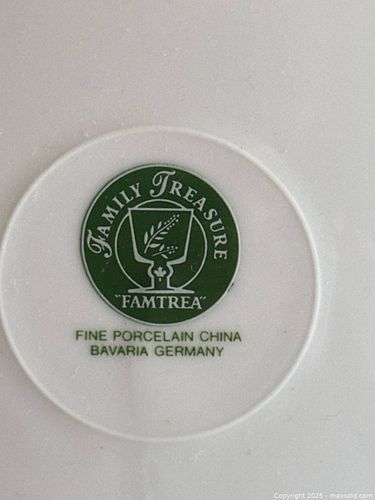 FAMILY TREASURE
"FAMTREA"
FINE PORCELAIN CHINA
BAVARIA GERMANY
Copyright 2025 - maxsold.com